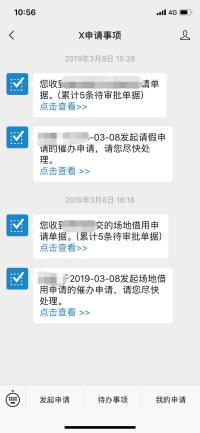 10:56
4G
X申请事项
2019年3月8日 15:28
您收到 请单
据。(累计5条待审批单据)
点击查看>>
-03-08发起请假申
请的催办申请，请您尽快处
理。
点击查看>>
2019年3月8日 16:18
您收到 交的场地借用申
请单据。(累计5条待审批单据)
点击查看>>
于2019-03-08发起场地借
用申请的催办申请，请您尽快
处理。
点击查看>>
发起申请
待办事项
我的申请